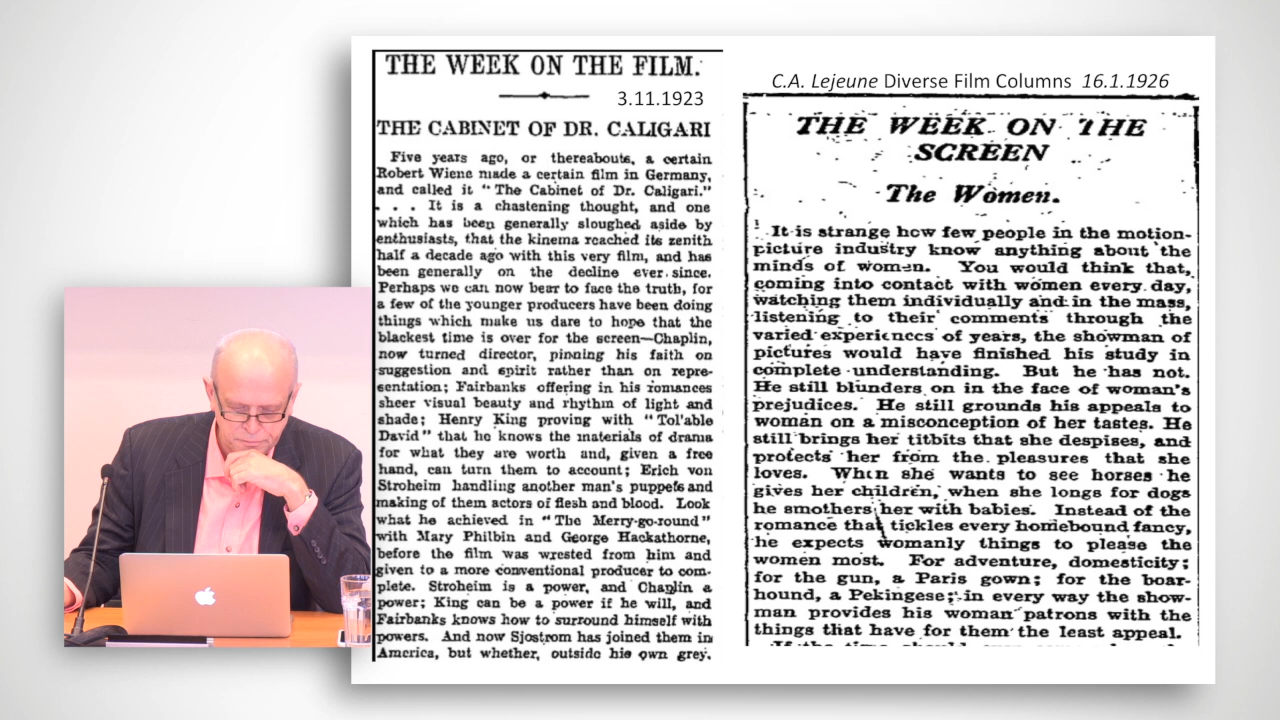 THE WEEK ON THE FILM.
3.11.1923
THE CABINET OF DR. CALIGARI
Five years ago, or thereabouts, a certain
Robert Wiene made a certain film in Germany,
and called it "The Cabinet of Dr. Caligari."
. . . It is a chastening thought, and one
which has been generally sloughed aside by
enthusiasts, that the kinema reached its zenith
half a decade ago with this very film, and has
been generally on the decline ever since.
Perhaps we can now bear to face the truth, for
a few of the younger producers have been doing
things which make us dare to hope that the
blackest time is over for the screen—Chaplin,
now turned director, pinning his faith on
suggestion and spirit rather than on repre-
sentation; Fairbanks offering in his romances
sheer visual beauty and rhythm of light and
shade; Henry King proving with "Tol'able
David" that he knows the materials of drama
for what they are worth and, given a free
hand, can turn them to account; Erich von
Stroheim handling another man's puppets and
making of them actors of flesh and blood. Look
what he achieved in "The Merry-go-round"
with Mary Philbin and George Hackathorne,
before the film was wrested from him and
given to a more conventional producer to com-
plete. Stroheim is a power, and Chaplin a
power; King can be a power if he will, and
Fairbanks knows how to surround himself with
powers. And now Sjostrom has joined them in
America, but whether, outside his own grey,
C.A. Lejeune Diverse Film Columns 16.1.1926
THE WEEK ON THE
SCREEN
The Women.
It is strange how few people in the motion-
picture industry know anything about the
minds of women. You would think that,
coming into contact with women every day,
watching them individually and in the mass,
listening to their comments through the
varied experiences of years, the showman of
pictures would have finished his study in
complete understanding. But he has not.
He still blunders on in the face of woman's
prejudices. He still grounds his appeals to
woman on a misconception of her tastes. He
still brings her titbits that she despises, and
protects her from the pleasures that she
loves. When she wants to see horses he
gives her children, when she longs for dogs
he smothers her with babies. Instead of the
romance that tickles every homebound fancy,
he expects womanly things to please the
women most. For adventure, domesticity;
for the gun, a Paris gown; for the boar-
hound, a Pekingese; in every way the show-
man provides his woman patrons with the
things that have for them the least appeal.